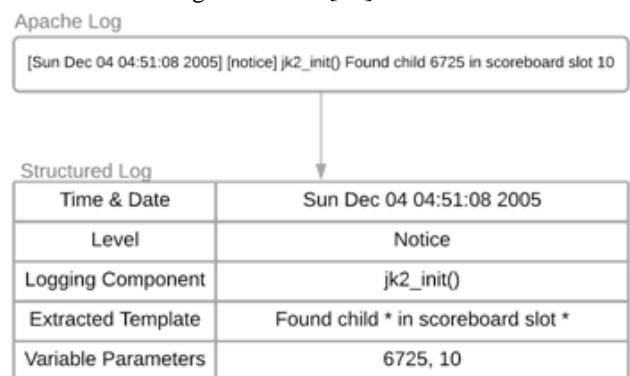 Apache Log
[Sun Dec 04 04:51:08 2005] [notice] jk2_init() Found child 6725 in scoreboard slot 10
Structured Log
Time & Date Sun Dec 04 04:51:08 2005
Level Notice
Logging Component jk2_init()
Extracted Template Found child * in scoreboard slot *
Variable Parameters 6725, 10